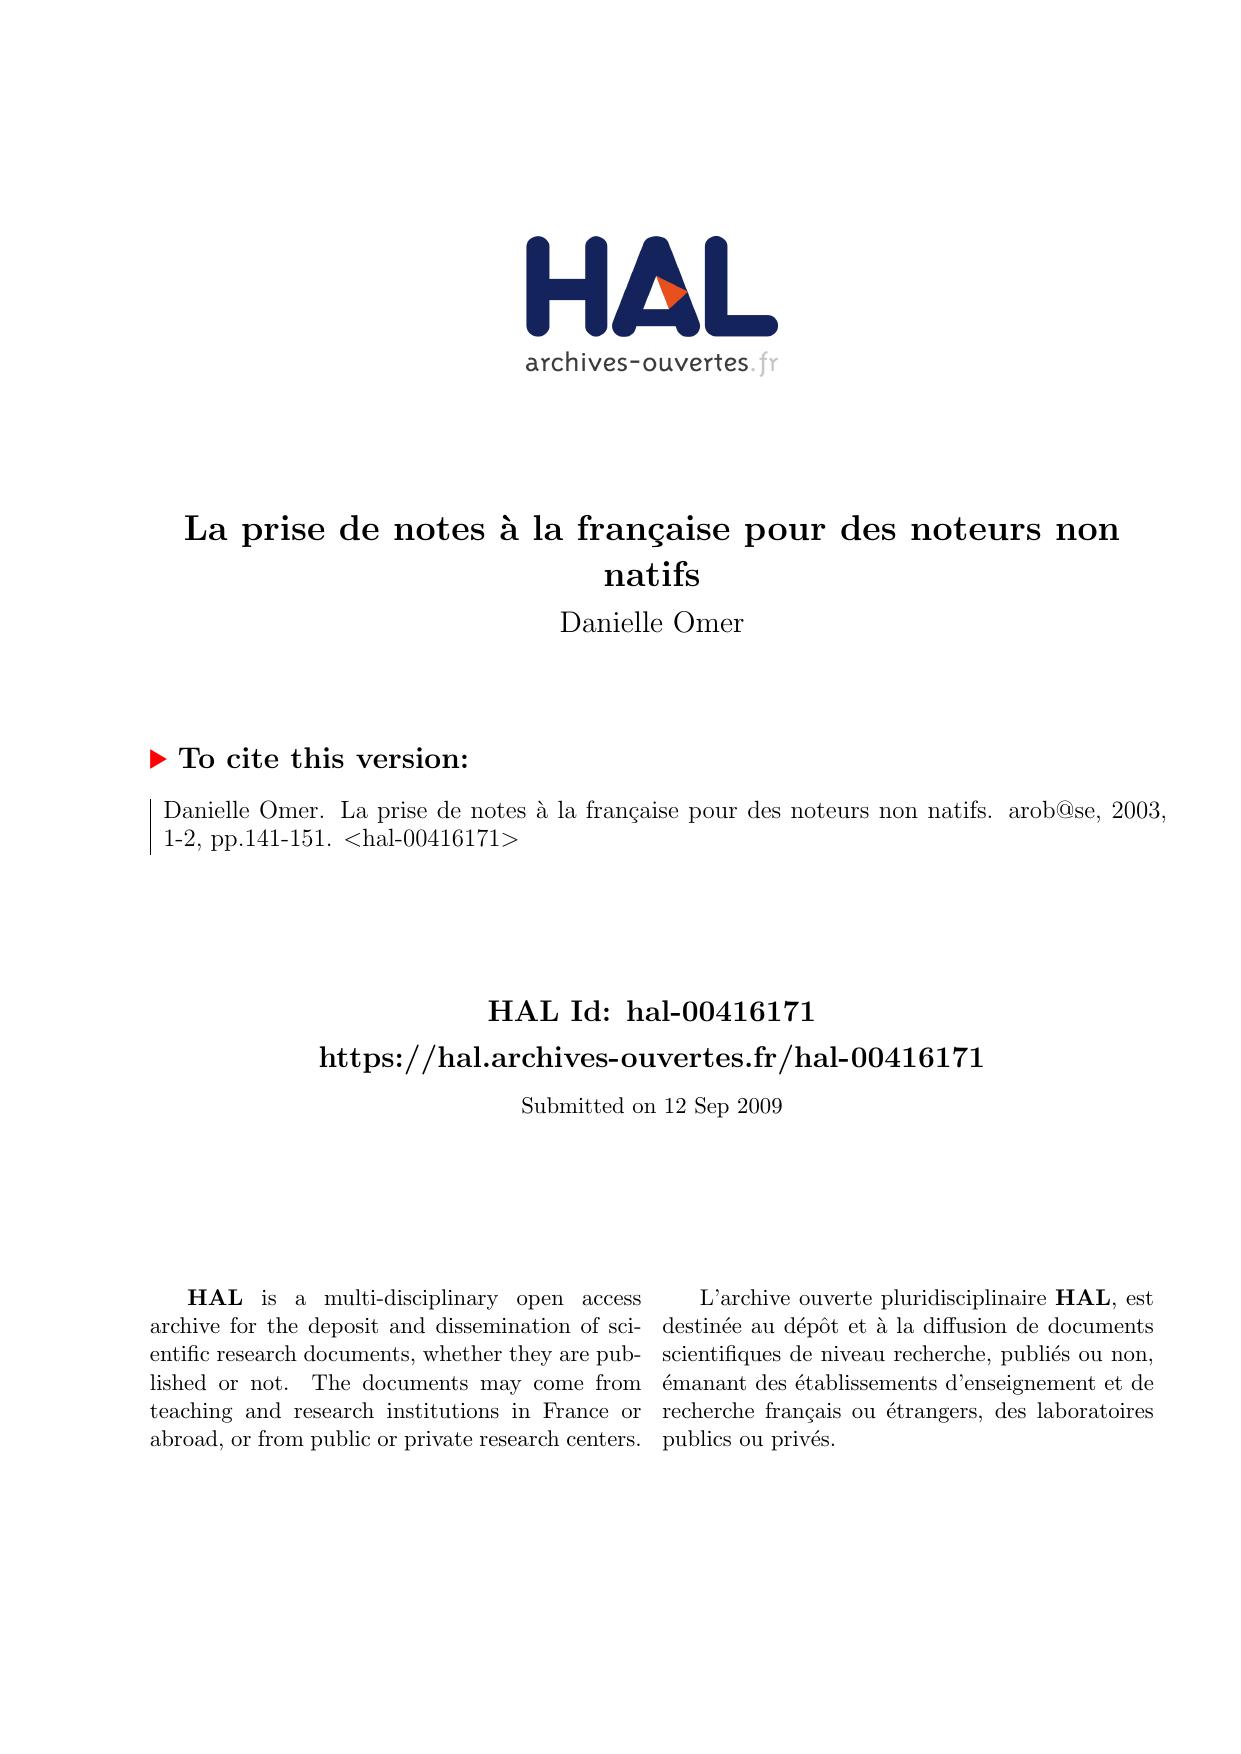 HAL
archives-ouvertes.fr
La prise de notes à la française pour des noteurs non
natifs
Danielle Omer
To cite this version:
Danielle Omer. La prise de notes à la française pour des noteurs non natifs. arob@se, 2003,
1-2, pp.141-151. <hal-00416171>
HAL Id: hal-00416171
https://hal.archives-ouvertes.fr/hal-00416171
Submitted on 12 Sep 2009
HAL is a multi-disciplinary open access
archive for the deposit and dissemination of sci-
entific research documents, whether they are pub-
lished or not. The documents may come from
teaching and research institutions in France or
abroad, or from public or private research centers.
L'archive ouverte pluridisciplinaire HAL, est
destinée au dépôt et à la diffusion de documents
scientifiques de niveau recherche, publiés ou non,
émanant des établissements d'enseignement et de
recherche français ou étrangers, des laboratoires
publics ou privés.